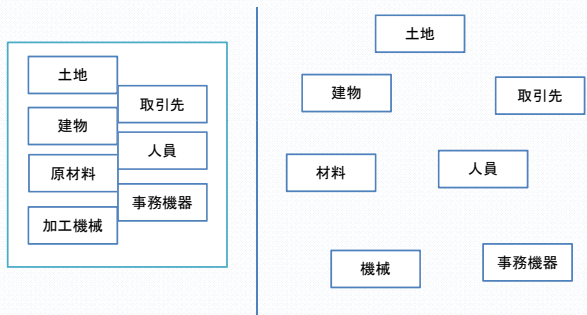 土地
取引先
建物
人員
原材料
事務機器
加工機械
土地
建物
取引先
材料
人員
機械
事務機器